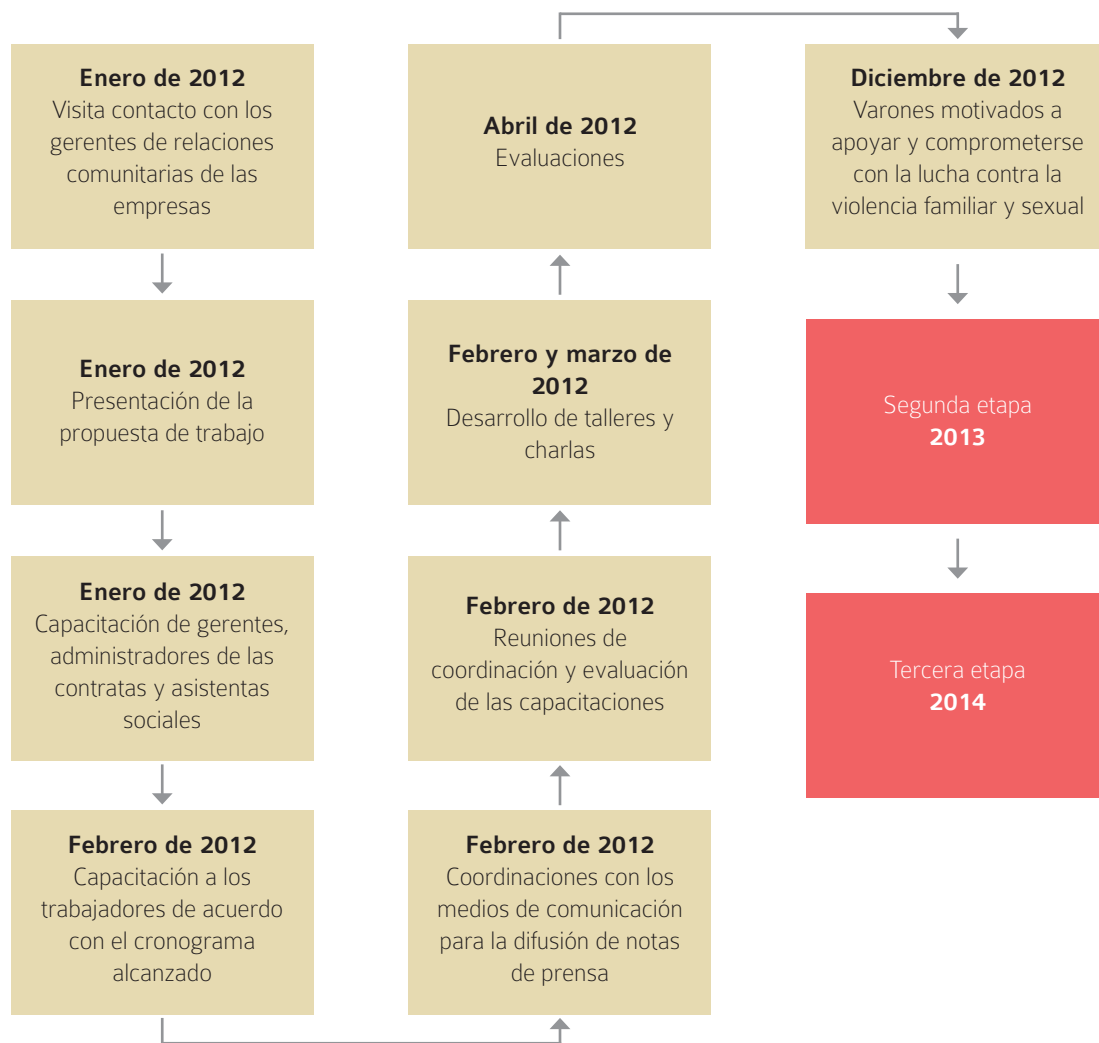 Enero de 2012
Visita contacto con los
gerentes de relaciones
comunitarias de las
empresas
Enero de 2012
Presentación de la
propuesta de trabajo
Enero de 2012
Capacitación de gerentes,
administradores de las
contratas y asistentas
sociales
Febrero de 2012
Capacitación a los
trabajadores de acuerdo
con el cronograma
alcanzado
Febrero de 2012
Coordinaciones con los
medios de comunicación
para la difusión de notas
de prensa
Febrero de 2012
Reuniones de
coordinación y evaluación
de las capacitaciones
Febrero y marzo de
2012
Desarrollo de talleres y
charlas
Abril de 2012
Evaluaciones
Diciembre de 2012
Varones motivados a
apoyar y comprometerse
con la lucha contra la
violencia familiar y sexual
Segunda etapa
2013
Tercera etapa
2014